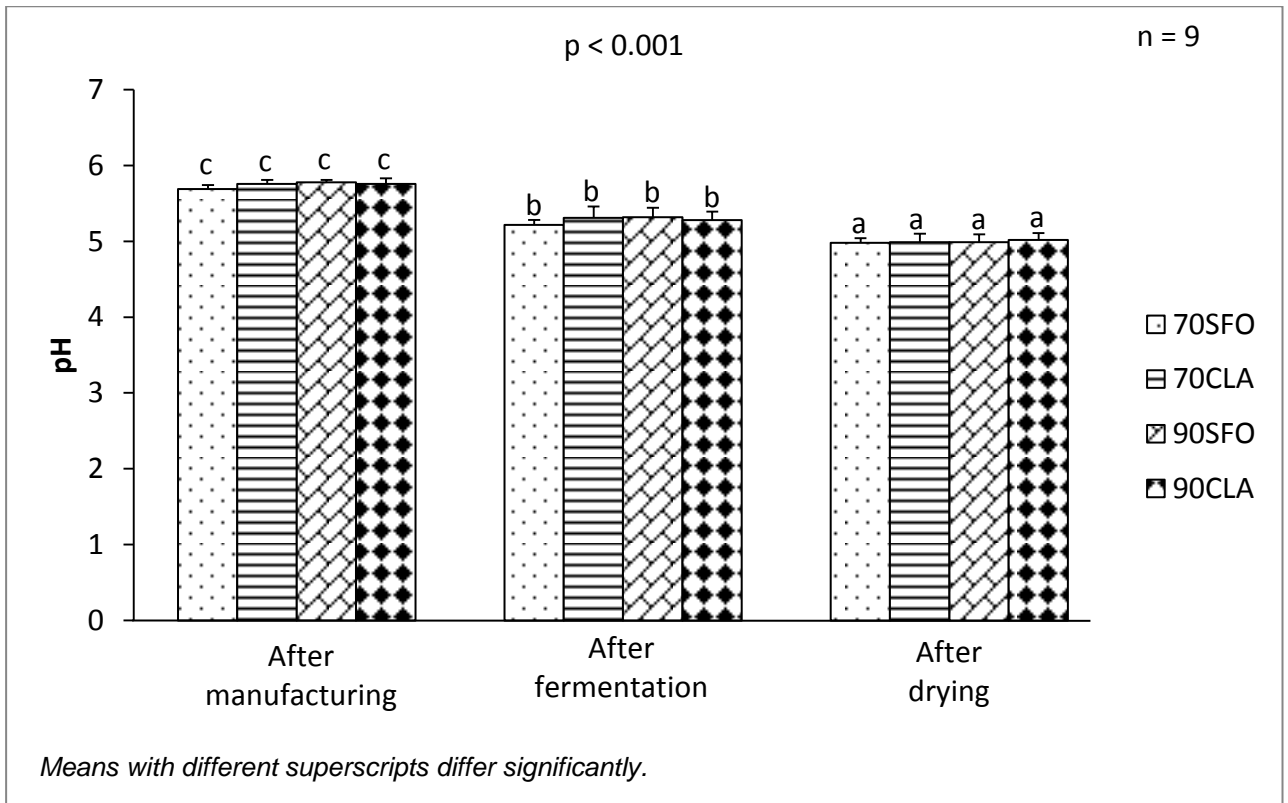 p < 0.001
n = 9
7
6
5
4
3
2
1
0
pH
c c c c
b b b b
a a a a
After
manufacturing
After
fermentation
After
drying
70SFO
70CLA
90SFO
90CLA
Means with different superscripts differ significantly.